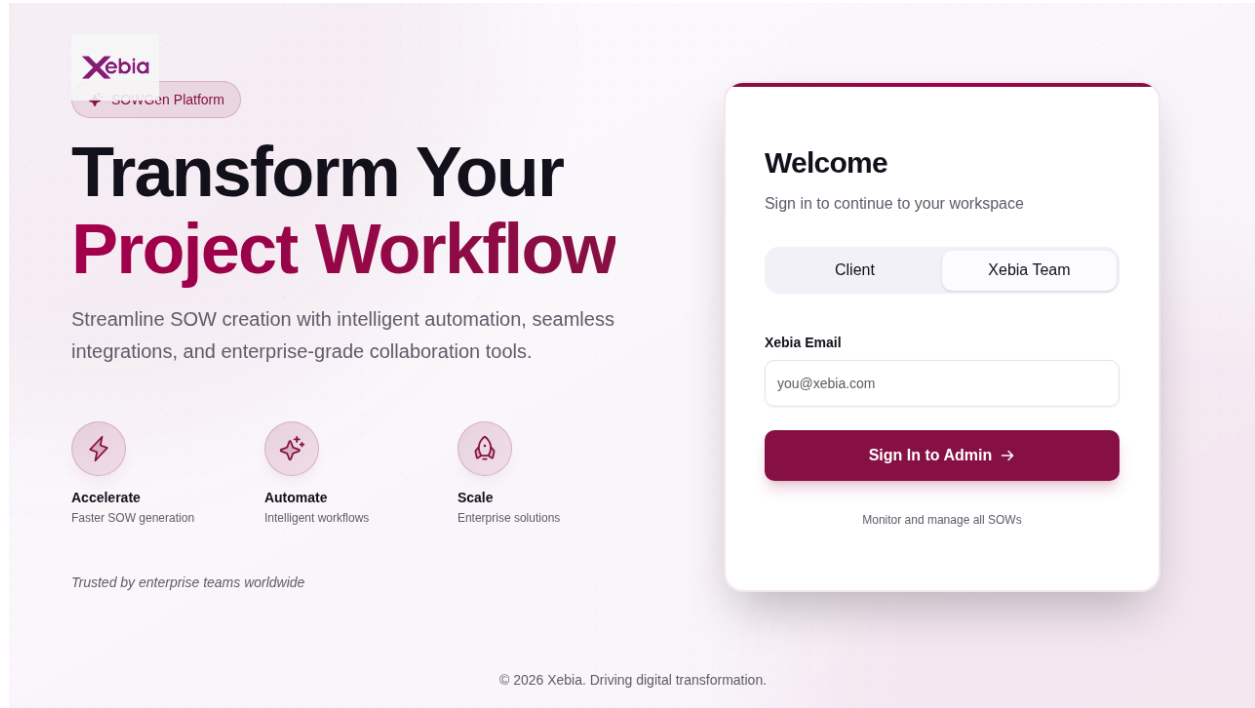 Xebia
SOWGen Platform
Transform Your
Project Workflow
Streamline SOW creation with intelligent automation, seamless
integrations, and enterprise-grade collaboration tools.
Accelerate
Faster SOW generation
Automate
Intelligent workflows
Scale
Enterprise solutions
Trusted by enterprise teams worldwide
Welcome
Sign in to continue to your workspace
Client
Xebia Team
Xebia Email
you@xebia.com
Sign In to Admin →
Monitor and manage all SOWs
© 2026 Xebia. Driving digital transformation.